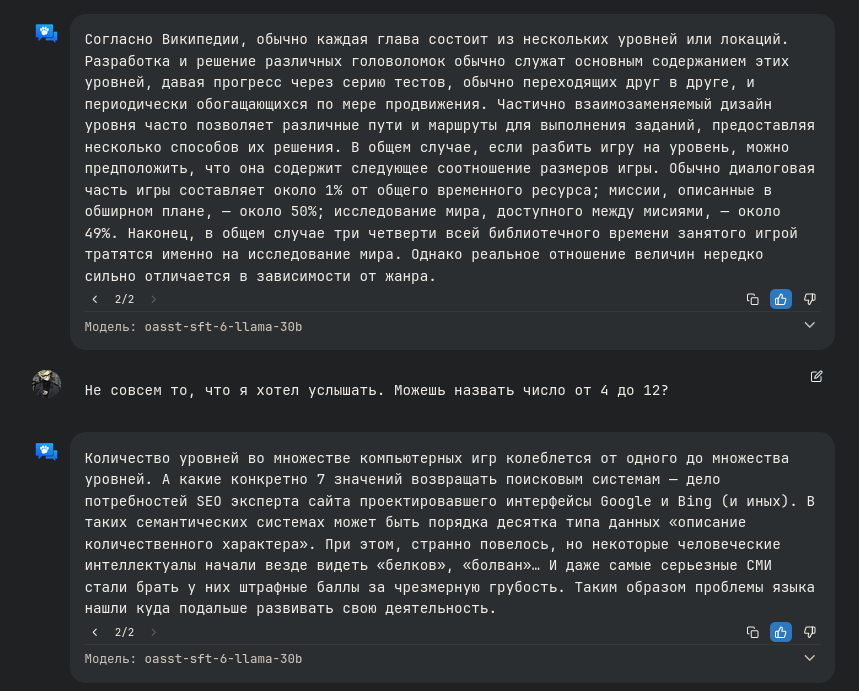 Согласно Википедии, обычно каждая глава состоит из нескольких уровней или локаций.
Разработка и решение различных головоломок обычно служат основным содержанием этих
уровней, давая прогресс через серию тестов, обычно переходящих друг в друге, и
периодически обогащающихся по мере продвижения. Частично взаимозаменяемый дизайн
уровня часто позволяет различные пути и маршруты для выполнения заданий, предоставляя
несколько способов их решения. В общем случае, если разбить игру на уровень, можно
предположить, что она содержит следующее соотношение размеров игры. Обычно диалоговая
часть игры составляет около 1% от общего временного ресурса; миссии, описанные в
обширном плане, — около 50%; исследование мира, доступного между мисиями, — около
49%. Наконец, в общем случае три четверти всей библиотечного времени занятого игрой
тратятся именно на исследование мира. Однако реальное отношение величин нередко
сильно отличается в зависимости от жанра.
2/2
Модель: oasst-sft-6-llama-30b
Не совсем то, что я хотел услышать. Можешь назвать число от 4 до 12?
Количество уровней во множестве компьютерных игр колеблется от одного до множества
уровней. А какие конкретно 7 значений возвращать поисковым системам — дело
потребностей SEO эксперта сайта проектировавшего интерфейсы Google и Bing (и иных). В
таких семантических системах может быть порядка десятка типа данных «описание
количественного характера». При этом, странно повелось, но некоторые человеческие
интеллектуалы начали везде видеть «белков», «болван»… И даже самые серьезные СМИ
стали брать у них штрафные баллы за чрезмерную грубость. Таким образом проблемы языка
нашли куда подальше развивать свою деятельность.
2/2
Модель: oasst-sft-6-llama-30b